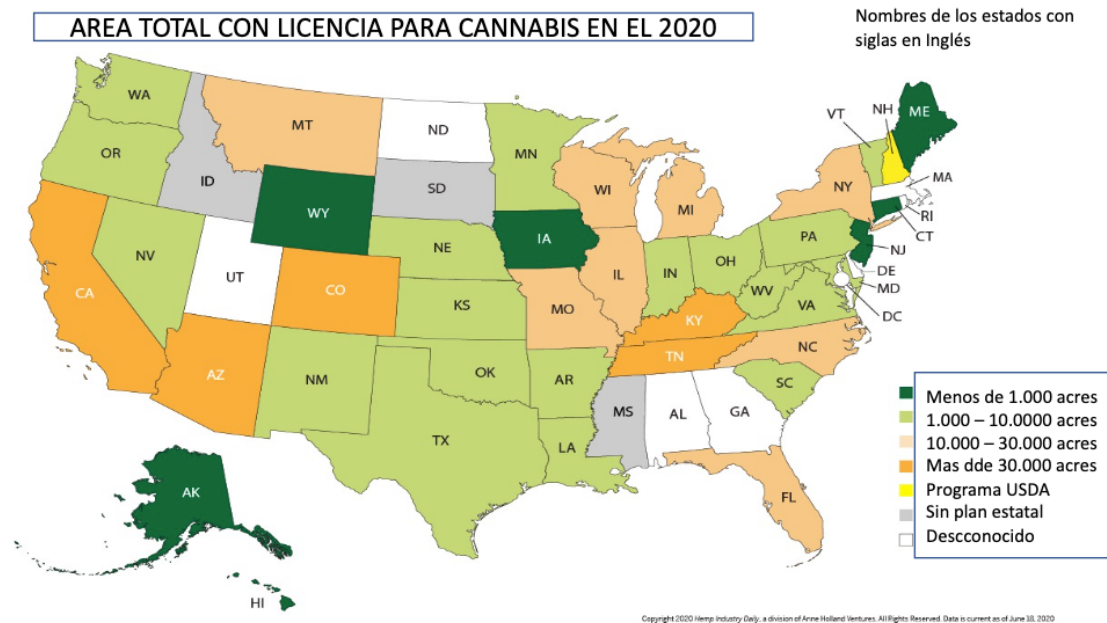 AREA TOTAL CON LICENCIA PARA CANNABIS EN EL 2020
Nombres de los estados con
siglas en Inglés
WA
OR
CA
NV
ID
MT
WY
UT
AZ
CO
NM
ND
SD
NE
KS
OK
TX
MN
IA
MO
AR
LA
WI
IL
MI
IN
OH
KY
TN
MS
AL
GA
FL
SC
NC
VA
WV
PA
NY
VT
NH
ME
MA
RI
CT
NJ
DE
MD
DC
AK
HI
Menos de 1.000 acres
1.000 – 10.0000 acres
10.000 – 30.000 acres
Mas dde 30.000 acres
Programa USDA
Sin plan estatal
Descconocido
Copyright 2020 Hemp Industry Daily, a division of Anne Holland Ventures. All Rights Reserved. Data is current as of June 18, 2020